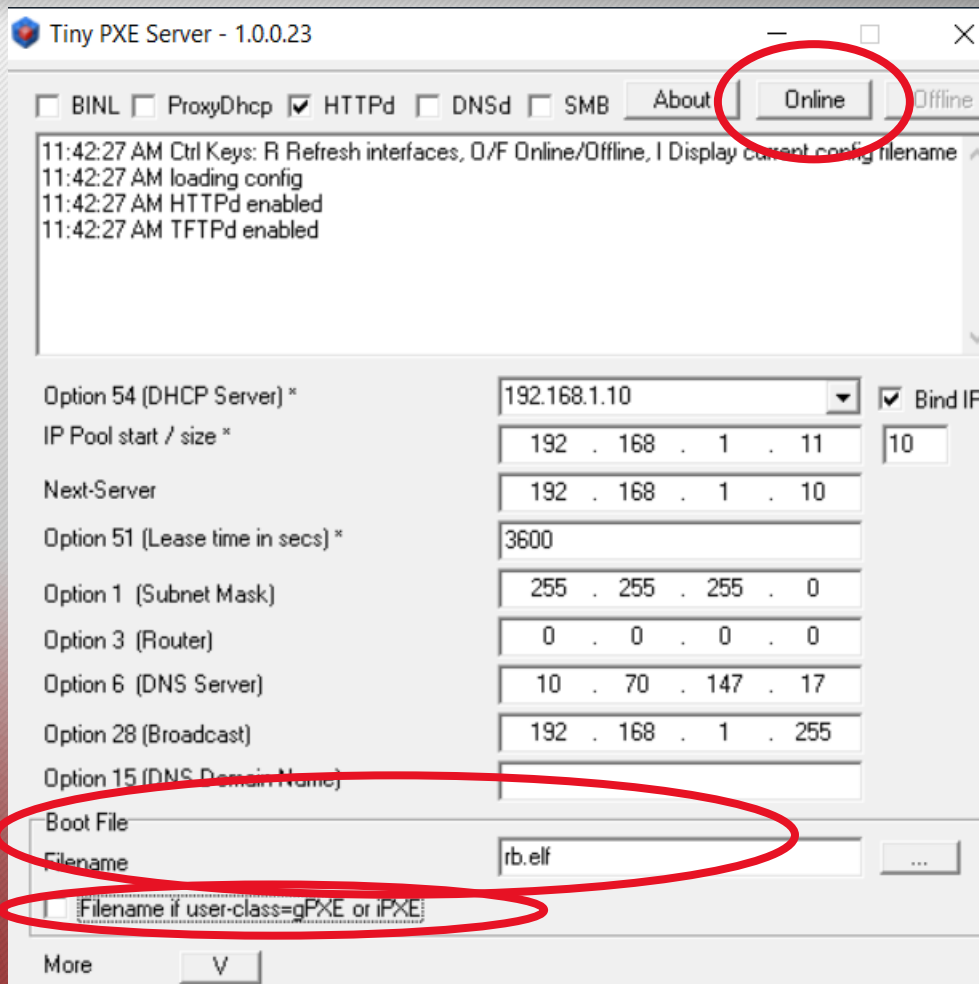 Tiny PXE Server - 1.0.0.23
BINL ProxyDhcp HTTPd DNSd SMB About Online Offline
11:42:27 AM Ctrl Keys: R Refresh interfaces, O/F Online/Offline, I Display current config filename
11:42:27 AM loading config
11:42:27 AM HTTPd enabled
11:42:27 AM TFTPd enabled
Option 54 (DHCP Server) * 192.168.1.10 Bind IP
IP Pool start / size * 192 . 168 . 1 . 11 10
Next-Server 192 . 168 . 1 . 10
Option 51 (Lease time in secs) * 3600
Option 1 (Subnet Mask) 255 . 255 . 255 . 0
Option 3 (Router) 0 . 0 . 0 . 0
Option 6 (DNS Server) 10 . 70 . 147 . 17
Option 28 (Broadcast) 192 . 168 . 1 . 255
Option 15 (DNS Domain Name)
Boot File
Filename rb.elf ...
Filename if user-class=gPXE or iPXE
More V